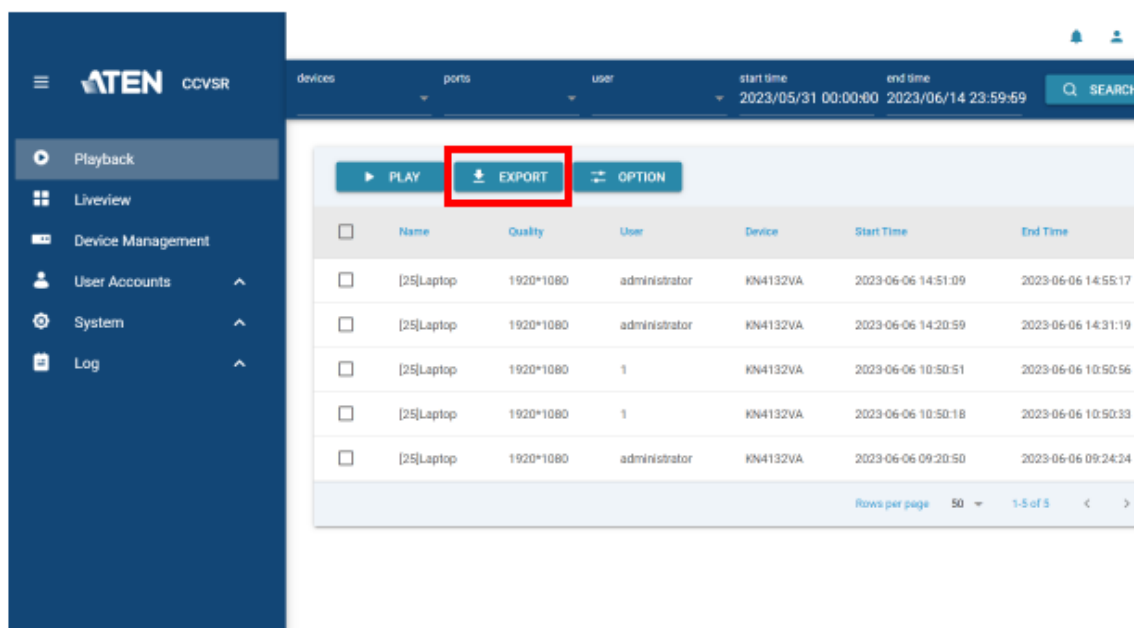 ATEN CCVSR
devices ports user start time end time
2023/05/31 00:00:00 2023/06/14 23:59:59 SEARCH
Playback
Liveview
Device Management
User Accounts
System
Log
PLAY EXPORT OPTION
Name Quality User Device Start Time End Time
[25]Laptop 1920*1080 administrator KN4132VA 2023-06-06 14:51:09 2023-06-06 14:55:17
[25]Laptop 1920*1080 administrator KN4132VA 2023-06-06 14:20:59 2023-06-06 14:31:19
[25]Laptop 1920*1080 1 KN4132VA 2023-06-06 10:50:51 2023-06-06 10:50:56
[25]Laptop 1920*1080 1 KN4132VA 2023-06-06 10:50:18 2023-06-06 10:50:33
[25]Laptop 1920*1080 administrator KN4132VA 2023-06-06 09:20:50 2023-06-06 09:24:24
Rows per page 50 1-5 of 5